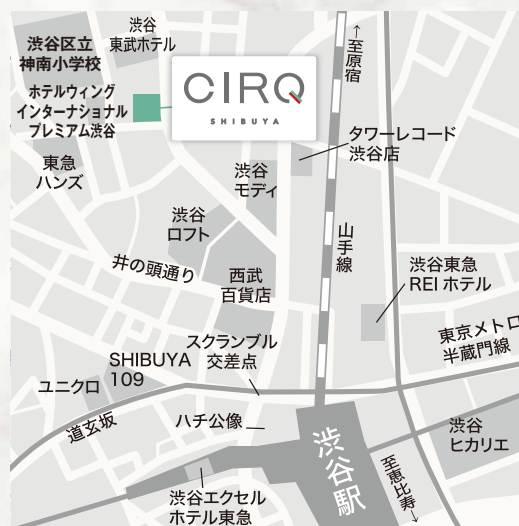 渋谷
東武ホテル
渋谷区立
神南小学校
ホテルウィング
インターナショナル
プレミアム渋谷
CIRQ
SHIBUYA
←至原宿
タワーレコード
渋谷店
東急
ハンズ
渋谷
モディ
渋谷
ロフト
山手線
井の頭通り
西武
百貨店
渋谷東急
REI ホテル
スクランブル
交差点
東京メトロ
半蔵門線
SHIBUYA
109
ユニクロ
道玄坂
ハチ公像
渋谷駅
渋谷
ヒカリエ
至恵比寿→
渋谷エクセル
ホテル東急